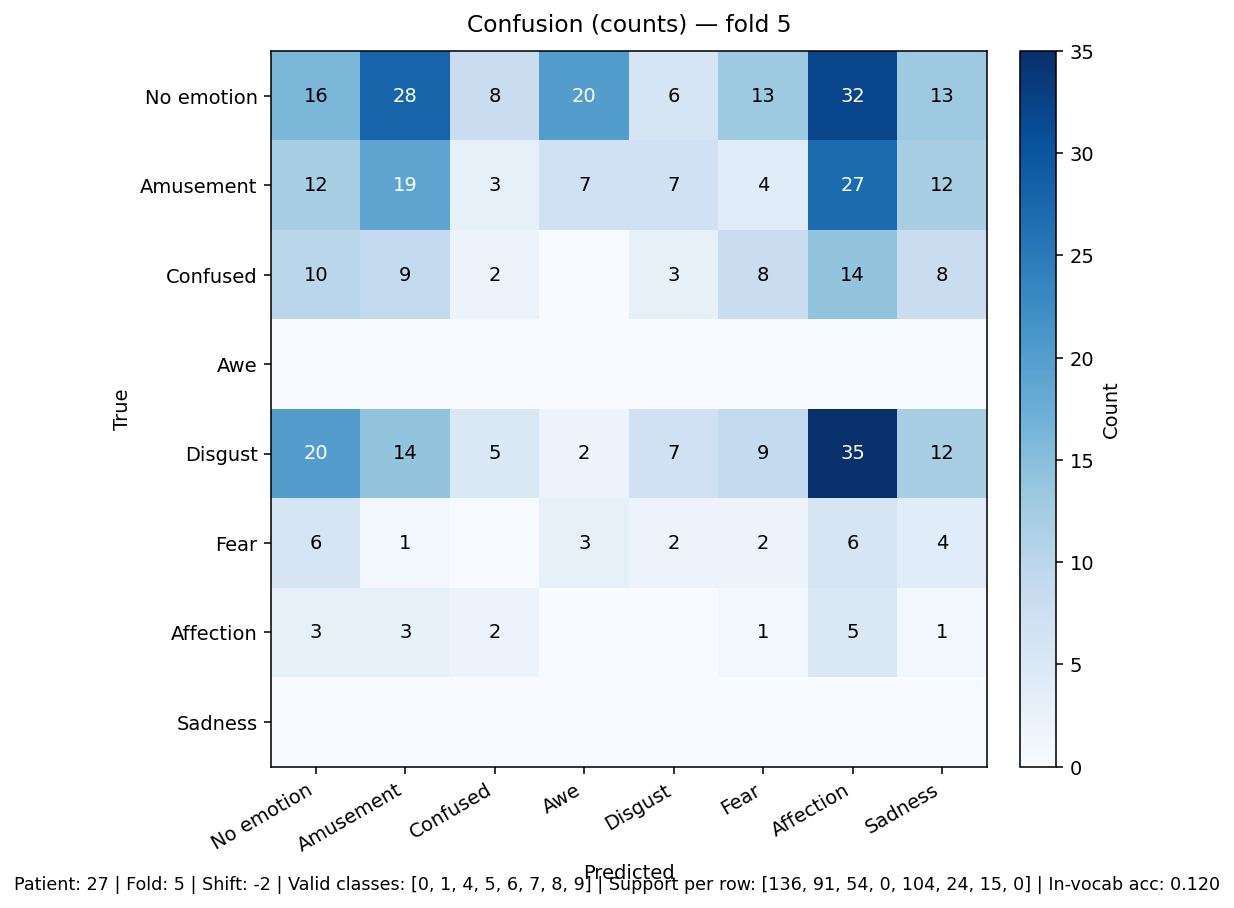 Confusion (counts) — fold 5
No emotion 16 28 8 20 6 13 32 13
Amusement 12 19 3 7 7 4 27 12
Confused 10 9 2 3 8 14 8
Awe
Disgust 20 14 5 2 7 9 35 12
Fear 6 1 3 2 2 6 4
Affection 3 3 2 1 5 1
Sadness
True
No emotion Amusement Confused Awe Disgust Fear Affection Sadness
Predicted
35
30
25
20
15
10
5
0
Count
Patient: 27 | Fold: 5 | Shift: -2 | Valid classes: [0, 1, 4, 5, 6, 7, 8, 9] | Support per row: [136, 91, 54, 0, 104, 24, 15, 0] | In-vocab acc: 0.120